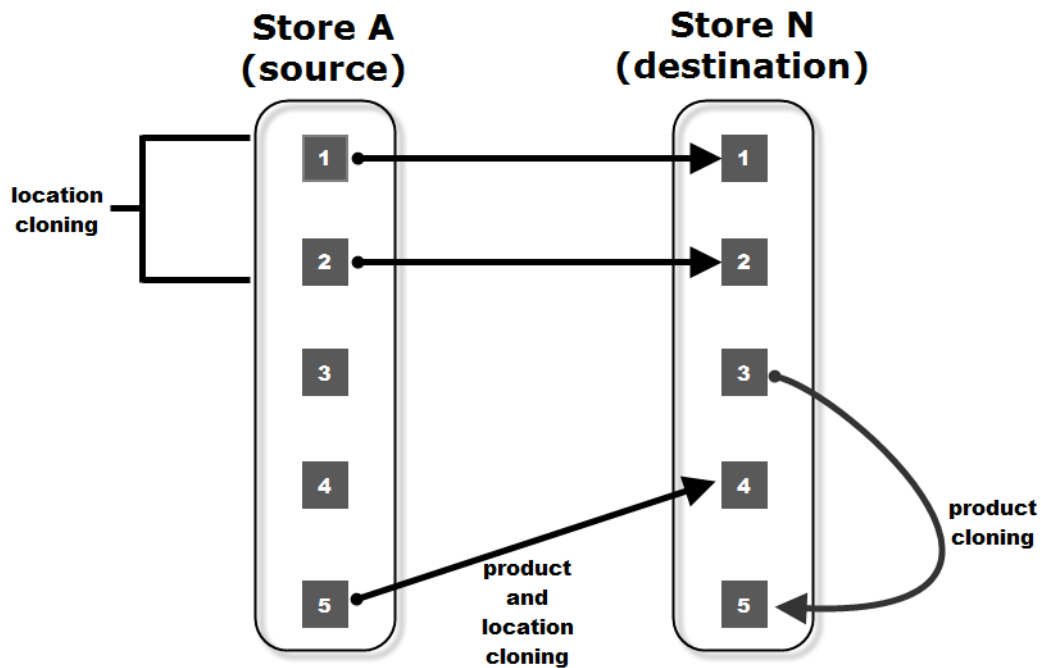 Store A
(source)
Store N
(destination)
location
cloning
1
1
2
2
3
3
4
4
product
cloning
product
and
location
cloning
5
5